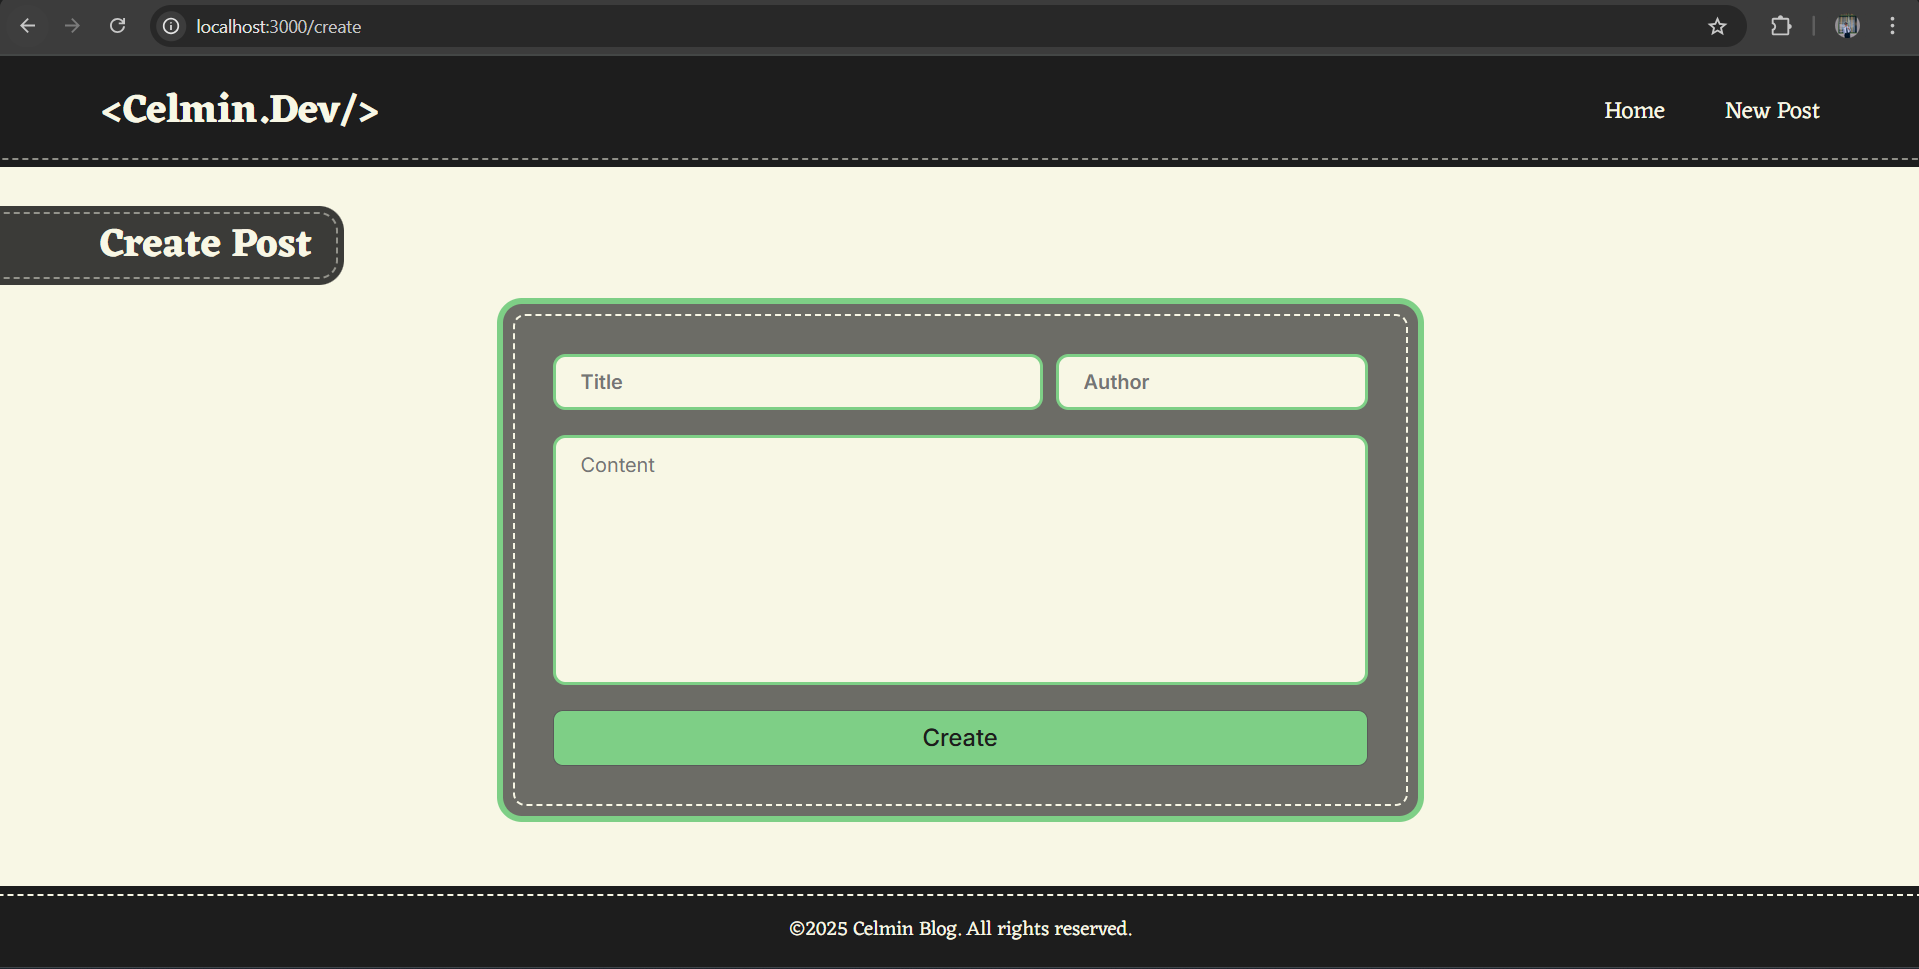 localhost:3000/create
<Celmin.Dev/>
Home
New Post
Create Post
Title
Author
Content
Create
©2025 Celmin Blog. All rights reserved.